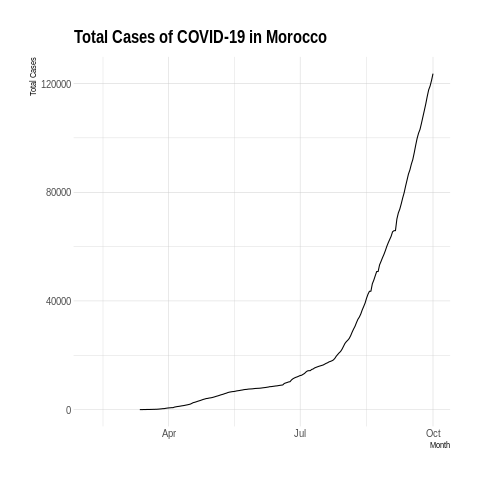 Total Cases of COVID-19 in Morocco
Total Cases
120000
80000
40000
0
Apr
Jul
Oct
Month